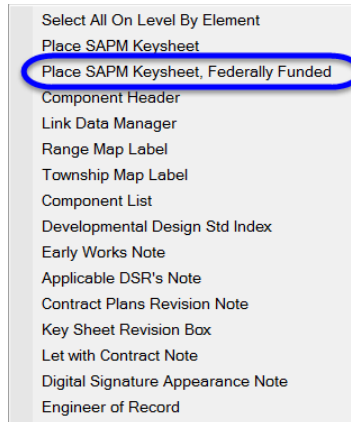 Select All On Level By Element
Place SAPM Keysheet
Place SAPM Keysheet, Federally Funded
Component Header
Link Data Manager
Range Map Label
Township Map Label
Component List
Developmental Design Std Index
Early Works Note
Applicable DSR's Note
Contract Plans Revision Note
Key Sheet Revision Box
Let with Contract Note
Digital Signature Appearance Note
Engineer of Record